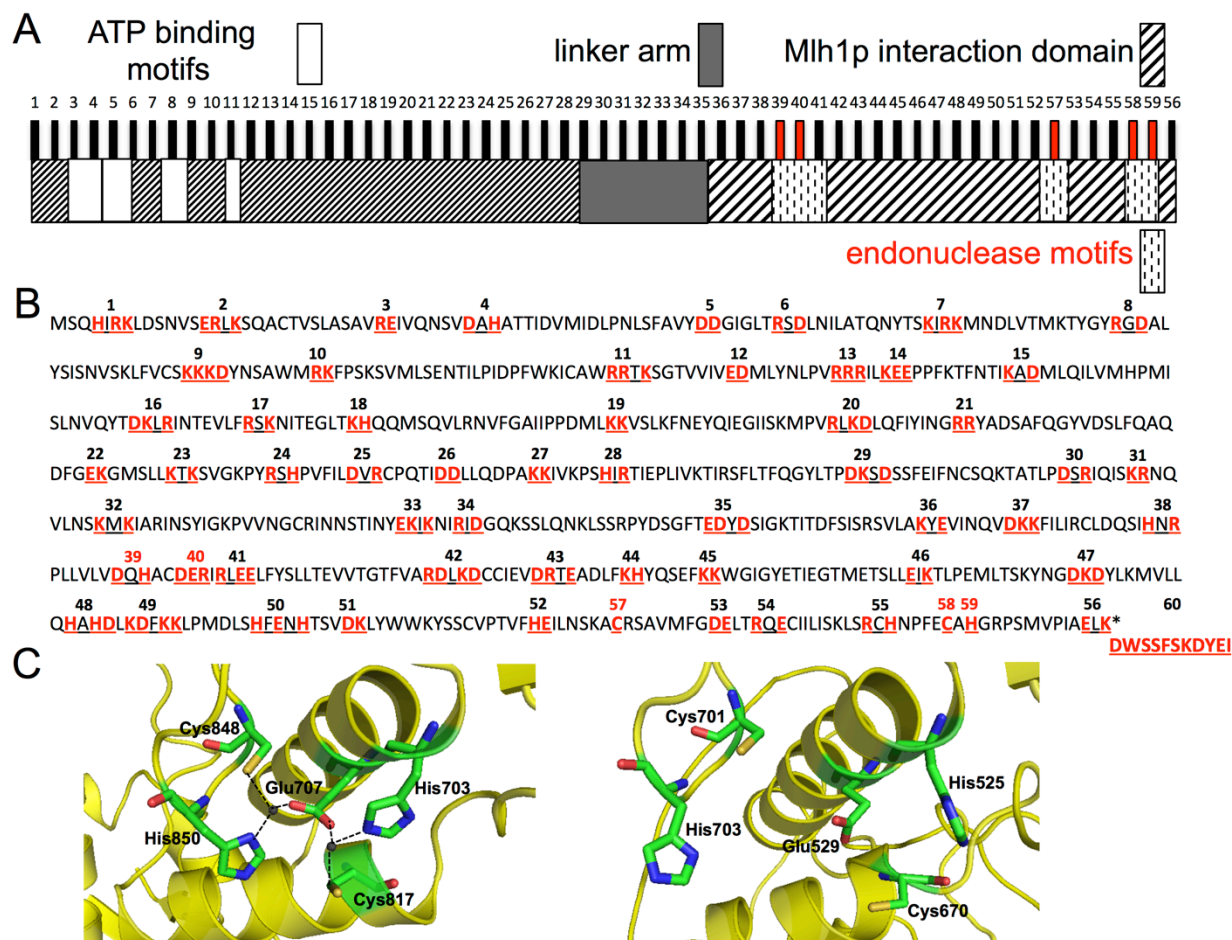 A
ATP binding
motifs
linker arm
Mlh1p interaction domain
1 2 3 4 5 6 7 8 9 10 11 12 13 14 15 16 17 18 19 20 21 22 23 24 25 26 27 28 29 30 31 32 33 34 35 36 37 38 39 40 41 42 43 44 45 46 47 48 49 50 51 52 57 53 54 55 58 59 56
endonuclease motifs
B
1 2 3 4 5 6 7 8
MSQHIRKLDSNVSERLKSQACTVSLASAVREIVQNSVDAHATTIDVMIDLPNLSFAVYDDGIGLTRSDLNILATQNYTSKIRKMNDLVTMKTYGYRGDAL
9 10 11 12 13 14 15
YSISNVSKLFVCSKKKDYNSAWMRKFPSKSVMLSENTILPIDPFWKICAWRRTKSGTVVIVEDMLYNLPVRRRILKEEPPFKTFNTIKADMLQILVMHPMI
16 17 18 19 20 21
SLNVQYTDKLRINTEVLFRSKNITEGLTKHQQMSQVLRNVFGAIIPPDMLKKVSLKFNEYQIEGIISKMPVRLKDLQFIYINGRRYADSAFQGYVDSLFQAQ
22 23 24 25 26 27 28 29 30 31
DFGEKGMSLLKTKSVGKPYRSHPVFILDVRCPQTIDDLLQDPAKKIVKPSHIRTIEPLIVKTIRSFLTFQGYLTPDKSDSSFEIFNCSQKTATLPDSRIQISKRNQ
32 33 34 35 36 37 38
VLNSKMKIARINSYIGKPVVNGCRINNSTINYEKIKNIRIDGQKSSLQNKLSSRPYDSGFTEDYDSIGKTITDFSISRSVLAKYEVINQVDKKFILIRCLDQSIHNR
39 40 41 42 43 44 45 46 47
PLLVLVDQHACDERIRLEELFYSLLTEVVTGTFVARDLKDCCIEVDRTEADLFKHYQSEFKKWGIGYETIEGTMETSLLEIKTLPEMLTSKYNGDKDYLKMVLL
48 49 50 51 52 57 53 54 55 58 59 56 60
QHAHDLKDFKKLPMDLSHFENHTSVDKLYWWKYSSCVPTVFHEILNSKACRSAVMFGDELTRQECIILISKLSRCHNPFECAHGRPSMVPIAELK*
DWSSFSKDYEI
C
Cys848
Glu707
His703
His850
Cys817
Cys701
His525
His703
Glu529
Cys670